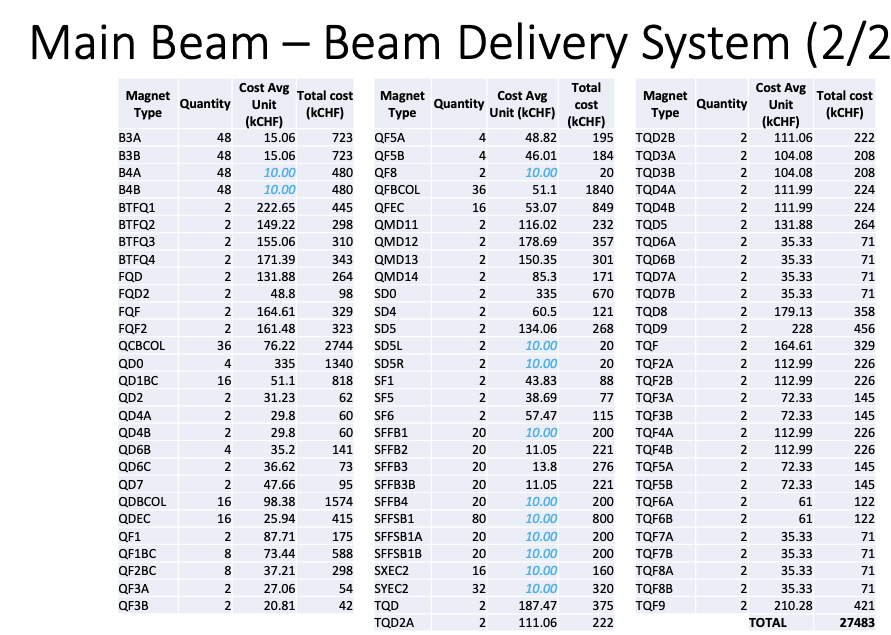 Main Beam – Beam Delivery System (2/2
Magnet Type Quantity Cost Avg Unit (kCHF) Total cost (kCHF)
B3A 48 15.06 723
B3B 48 15.06 723
B4A 48 10.00 480
B4B 48 10.00 480
BTFQ1 2 222.65 445
BTFQ2 2 149.22 298
BTFQ3 2 155.06 310
BTFQ4 2 171.39 343
FQD 2 131.88 264
FQD2 2 48.8 98
FQF 2 164.61 329
FQF2 2 161.48 323
QCBCOL 36 76.22 2744
QD0 4 335 1340
QD1BC 16 51.1 818
QD2 2 31.23 62
QD4A 2 29.8 60
QD4B 2 29.8 60
QD6B 4 35.2 141
QD6C 2 36.62 73
QD7 2 47.66 95
QDBCOL 16 98.38 1574
QDEC 16 25.94 415
QF1 2 87.71 175
QF1BC 8 73.44 588
QF2BC 8 37.21 298
QF3A 2 27.06 54
QF3B 2 20.81 42
Magnet Type Quantity Cost Avg Unit (kCHF) Total cost (kCHF)
QF5A 4 48.82 195
QF5B 4 46.01 184
QF8 2 10.00 20
QFBCOL 36 51.1 1840
QFEC 16 53.07 849
QMD11 2 116.02 232
QMD12 2 178.69 357
QMD13 2 150.35 301
QMD14 2 85.3 171
SD0 2 335 670
SD4 2 60.5 121
SD5 2 134.06 268
SD5L 2 10.00 20
SD5R 2 10.00 20
SF1 2 43.83 88
SF5 2 38.69 77
SF6 2 57.47 115
SFFB1 20 10.00 200
SFFB2 20 11.05 221
SFFB3 20 13.8 276
SFFB3B 20 11.05 221
SFFB4 20 10.00 200
SFFSB1 80 10.00 800
SFFSB1A 20 10.00 200
SFFSB1B 20 10.00 200
SXEC2 16 10.00 160
SYEC2 32 10.00 320
TQD 2 187.47 375
TQD2A 2 111.06 222
Magnet Type Quantity Cost Avg Unit (kCHF) Total cost (kCHF)
TQD2B 2 111.06 222
TQD3A 2 104.08 208
TQD3B 2 104.08 208
TQD4A 2 111.99 224
TQD4B 2 111.99 224
TQD5 2 131.88 264
TQD6A 2 35.33 71
TQD6B 2 35.33 71
TQD7A 2 35.33 71
TQD7B 2 35.33 71
TQD8 2 179.13 358
TQD9 2 228 456
TQF 2 164.61 329
TQF2A 2 112.99 226
TQF2B 2 112.99 226
TQF3A 2 72.33 145
TQF3B 2 72.33 145
TQF4A 2 112.99 226
TQF4B 2 112.99 226
TQF5A 2 72.33 145
TQF5B 2 72.33 145
TQF6A 2 61 122
TQF6B 2 61 122
TQF7A 2 35.33 71
TQF7B 2 35.33 71
TQF8A 2 35.33 71
TQF8B 2 35.33 71
TQF9 2 210.28 421
TOTAL 27483